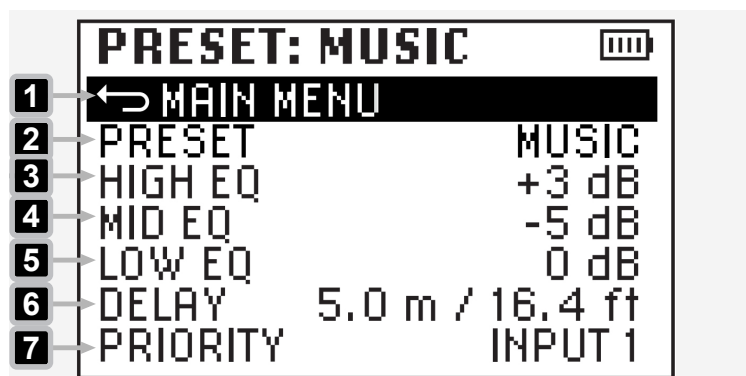 PRESET: MUSIC
1 MAIN MENU
2 PRESET MUSIC
3 HIGH EQ +3 dB
4 MID EQ -5 dB
5 LOW EQ 0 dB
6 DELAY 5.0 m / 16.4 ft
7 PRIORITY INPUT 1